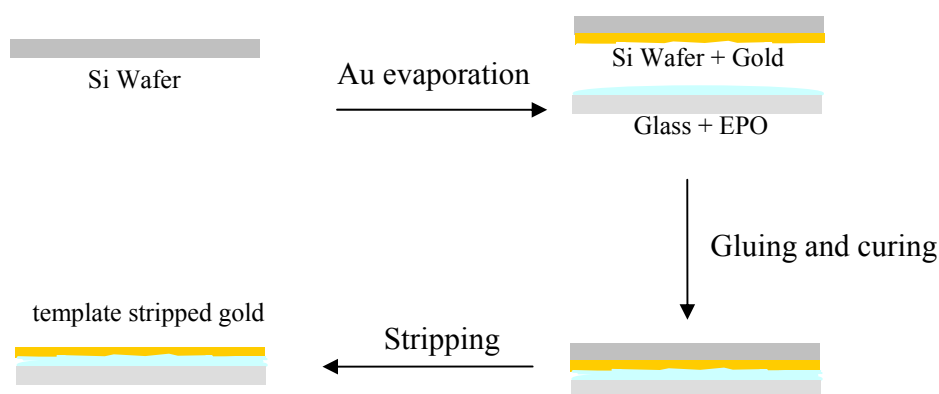 Si Wafer
Au evaporation
Si Wafer + Gold
Glass + EPO
Gluing and curing
Stripping
template stripped gold